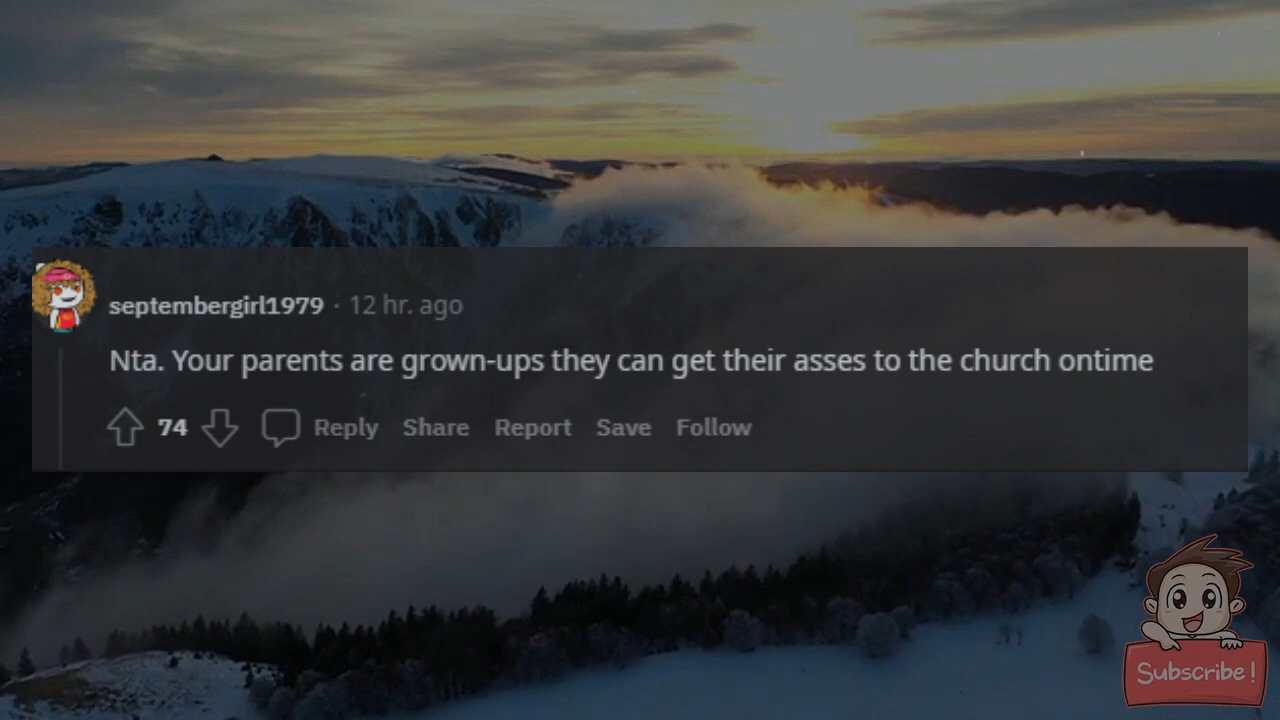 septembergirl1979 · 12 hr. ago
Nta. Your parents are grown-ups they can get their asses to the church ontime
74 Reply Share Report Save Follow
Subscribe!